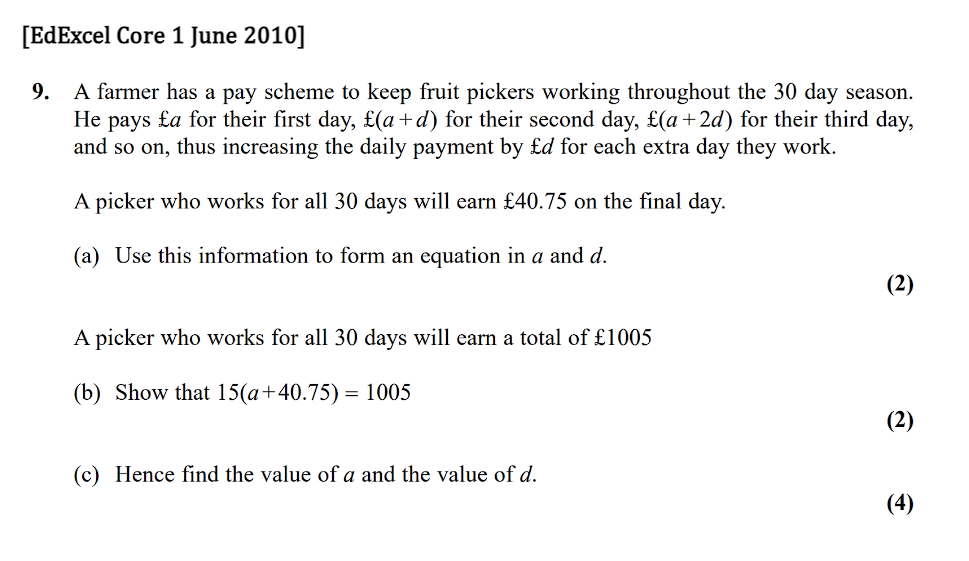 [EdExcel Core 1 June 2010]
9. A farmer has a pay scheme to keep fruit pickers working throughout the 30 day season.
He pays £a for their first day, £(a + d) for their second day, £(a + 2d) for their third day,
and so on, thus increasing the daily payment by £d for each extra day they work.
A picker who works for all 30 days will earn £40.75 on the final day.
(a) Use this information to form an equation in a and d.
(2)
A picker who works for all 30 days will earn a total of £1005
(b) Show that 15(a+40.75) = 1005
(2)
(c) Hence find the value of a and the value of d.
(4)